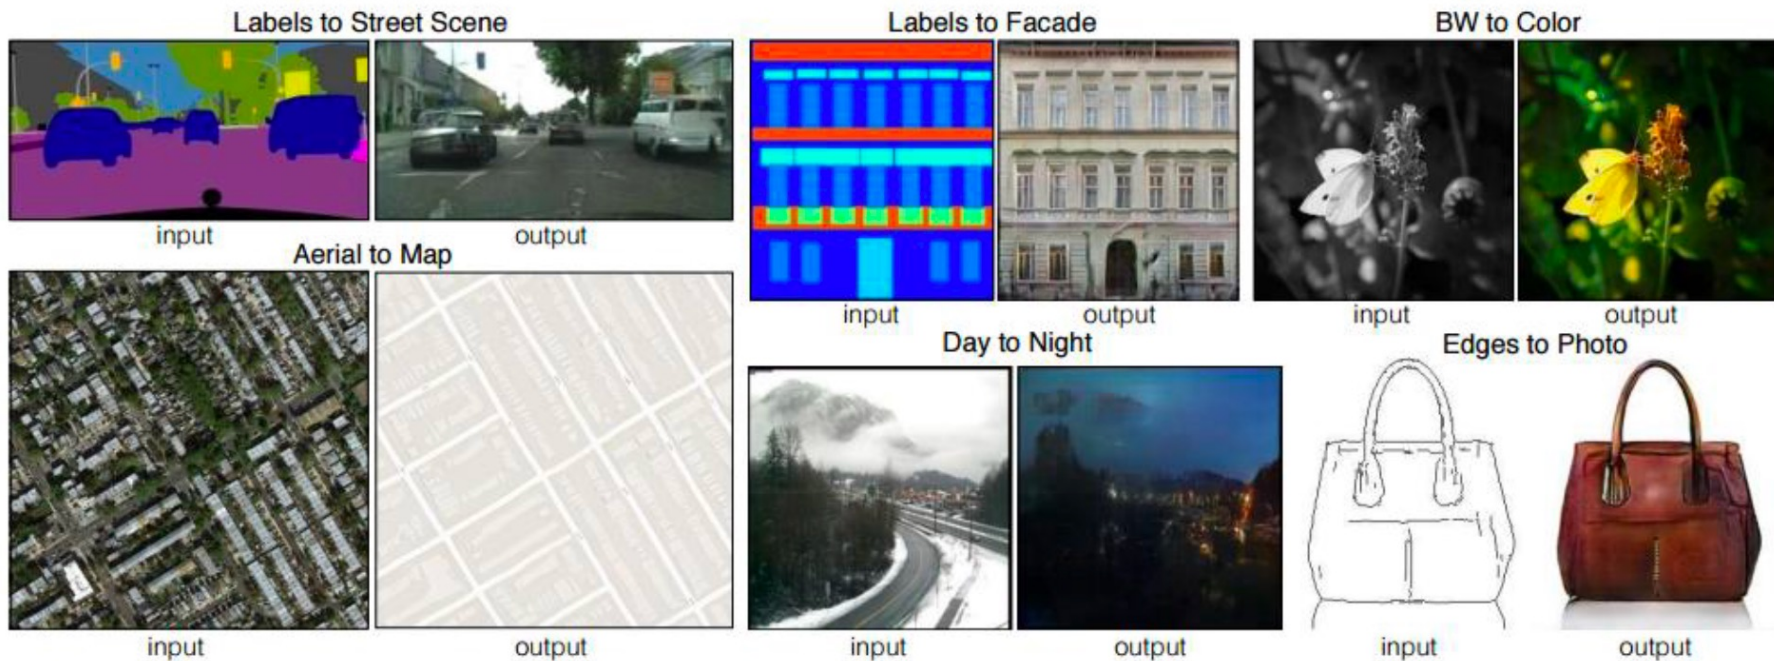 Labels to Street Scene
input
output
Aerial to Map
input
output
Labels to Facade
input
output
BW to Color
input
output
Day to Night
input
output
Edges to Photo
input
output